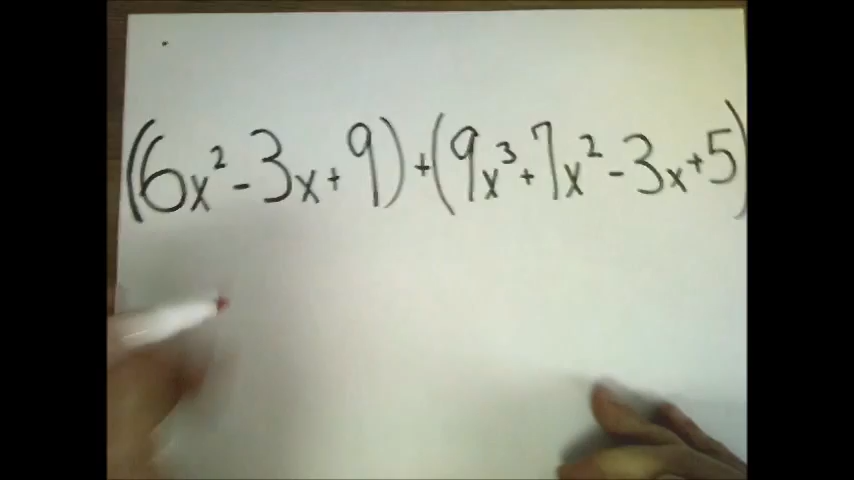 (6x² - 3x + 9) + (9x³ + 7x² - 3x + 5)